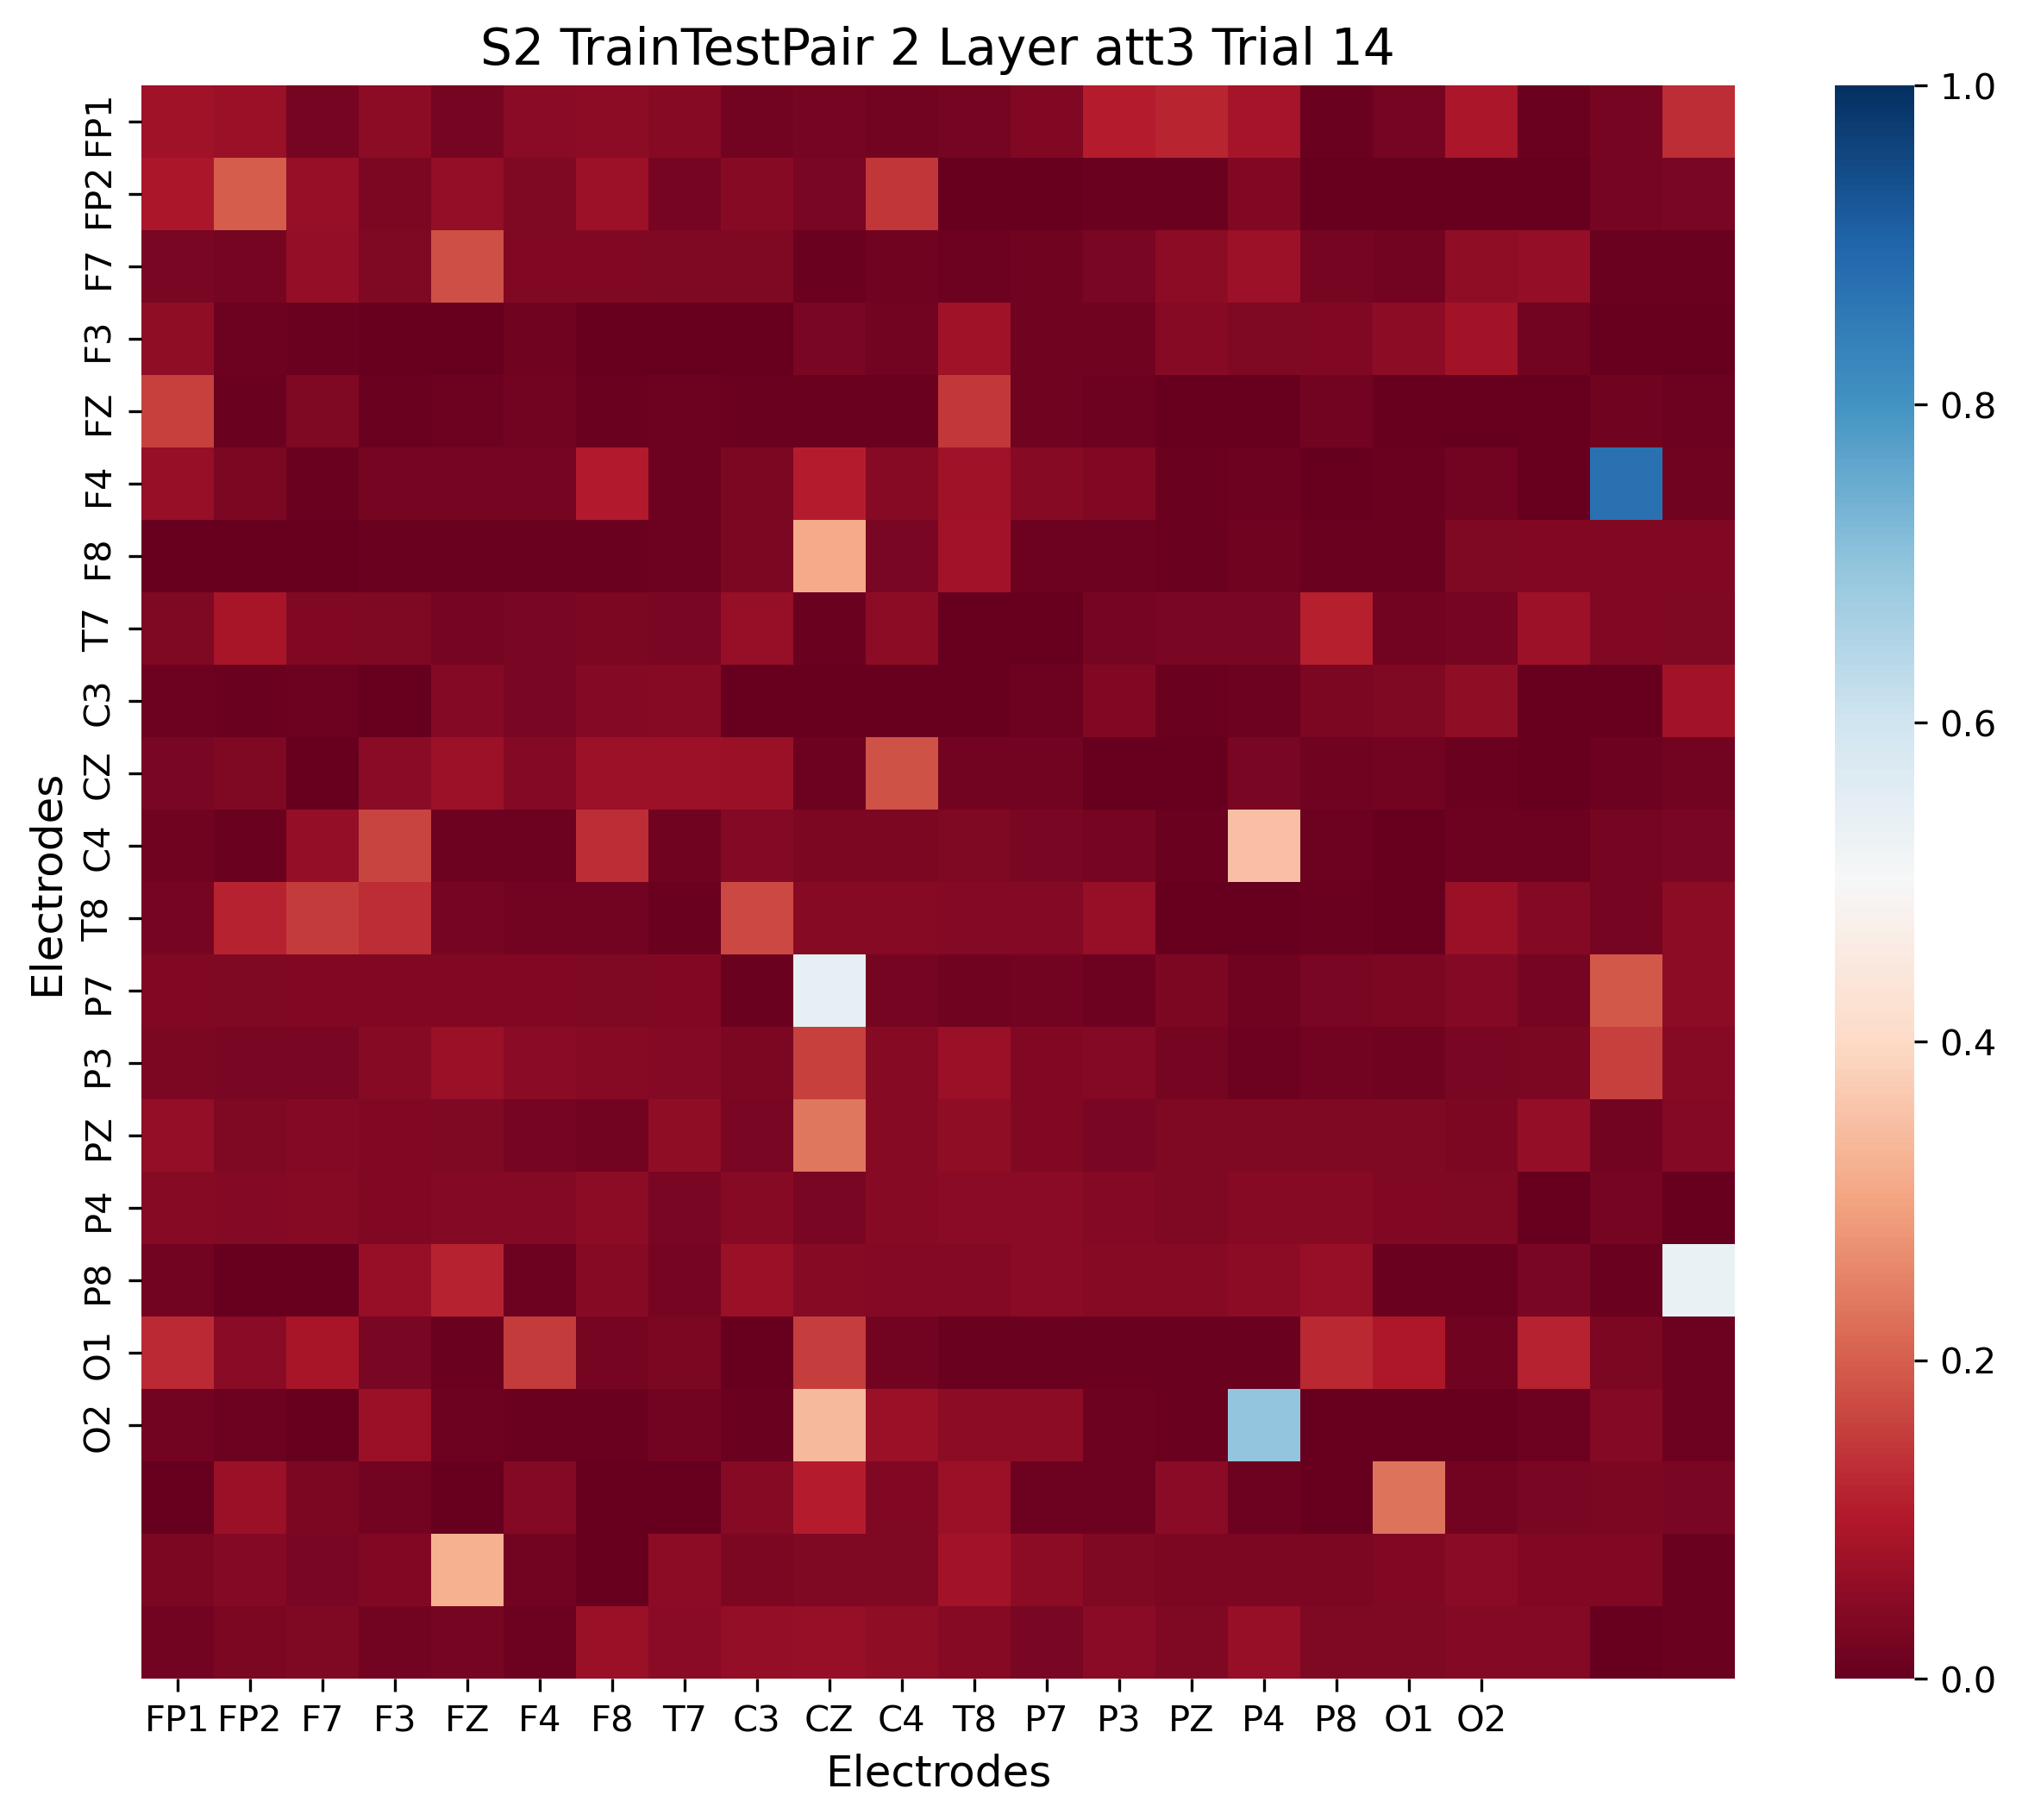 S2 TrainTestPair 2 Layer att3 Trial 14
Electrodes
FP1
FP2
F7
F3
FZ
F4
F8
T7
C3
CZ
C4
T8
P7
P3
PZ
P4
P8
O1
O2
FP1 FP2 F7 F3 FZ F4 F8 T7 C3 CZ C4 T8 P7 P3 PZ P4 P8 O1 O2
Electrodes
1.0
0.8
0.6
0.4
0.2
0.0